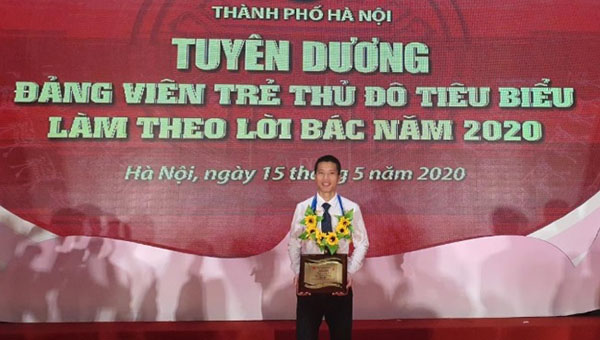 THÀNH PHỐ HÀ NỘI
TUYÊN DƯƠNG
ĐẢNG VIÊN TRẺ THỦ ĐÔ TIÊU BIỂU
LÀM THEO LỜI BÁC NĂM 2020
Hà Nội, ngày 15 tháng 5 năm 2020